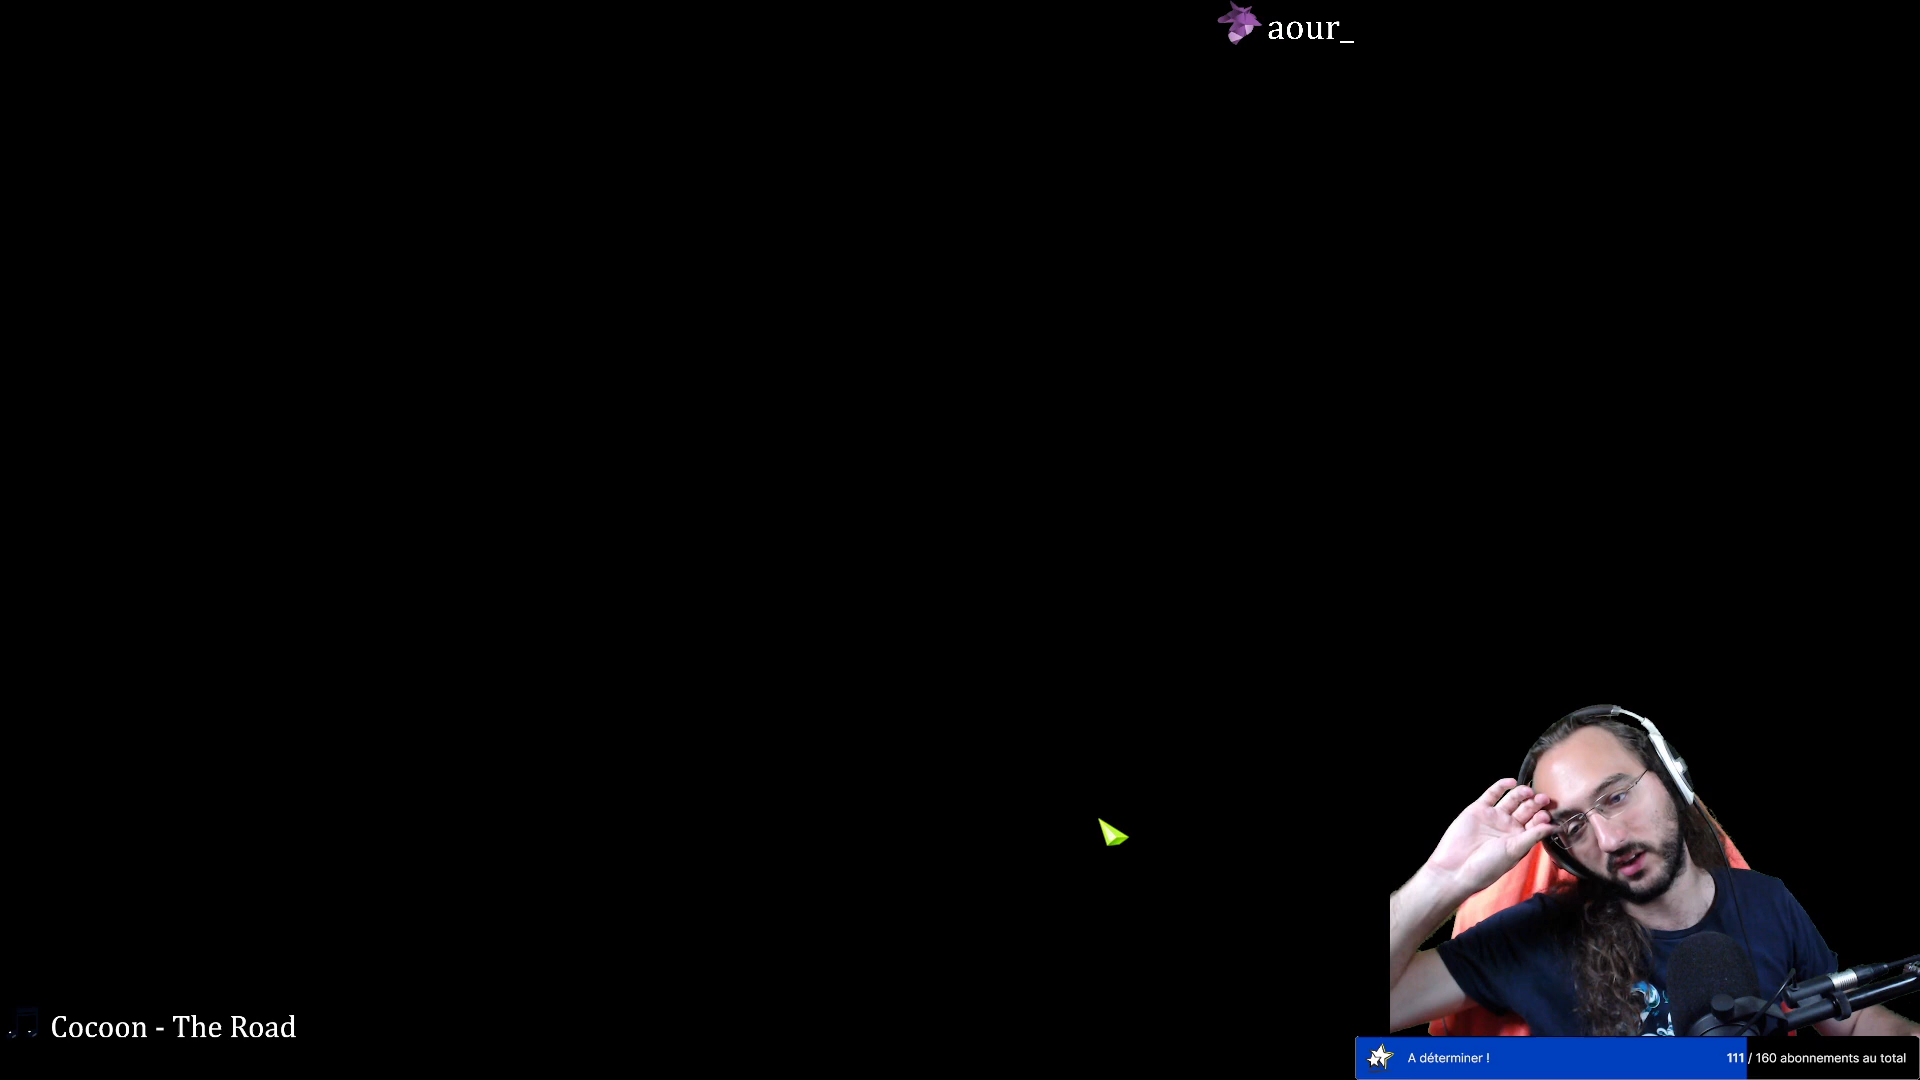 aour_
Cocoon - The Road
A déterminer !
111 / 160 abonnements au total